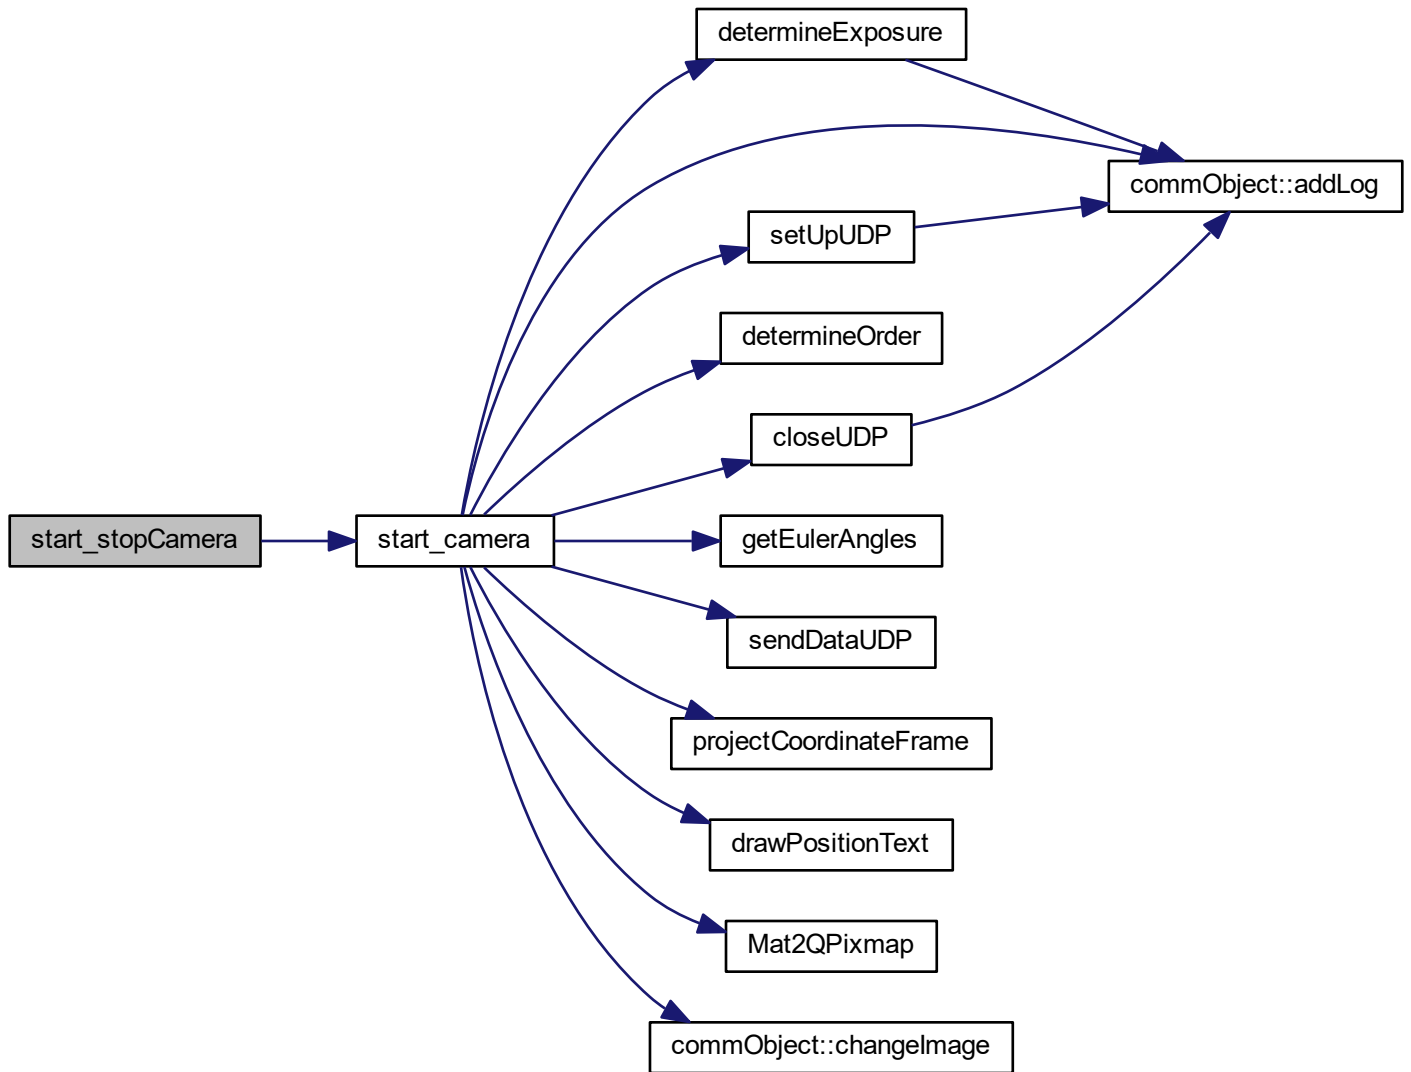 determineExposure
commObject::addLog
setUpUDP
determineOrder
closeUDP
start_stopCamera
start_camera
getEulerAngles
sendDataUDP
projectCoordinateFrame
drawPositionText
Mat2QPixmap
commObject::changeImage